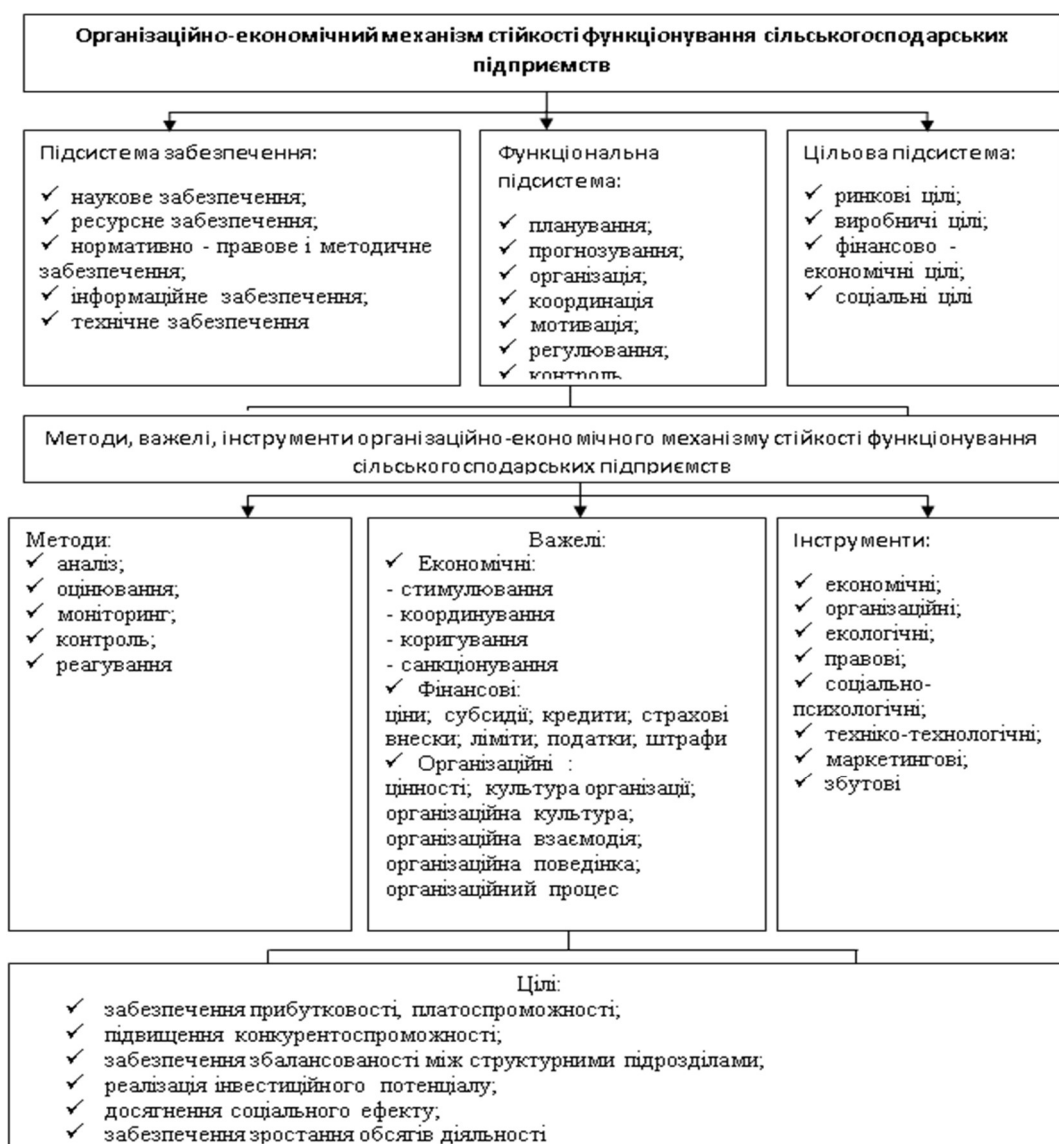 Організаційно-економічний механізм стійкості функціонування сільськогосподарських
підприємств
Підсистема забезпечення:
✓ наукове забезпечення;
✓ ресурсне забезпечення;
✓ нормативно - правове і методичне
забезпечення;
✓ інформаційне забезпечення;
✓ технічне забезпечення
Функціональна
підсистема:
✓ планування;
✓ прогнозування;
✓ організація;
✓ координація
✓ мотивація;
✓ регулювання;
✓ контроль
Цільова підсистема:
✓ ринкові цілі;
✓ виробничі цілі;
✓ фінансово -
економічні цілі;
✓ соціальні цілі
Методи, важелі, інструменти організаційно-економічного механізму стійкості функціонування
сільськогосподарських підприємств
Методи:
✓ аналіз;
✓ оцінювання;
✓ моніторинг;
✓ контроль;
✓ реагування
Важелі:
✓ Економічні:
- стимулювання
- координування
- коригування
- санкціонування
✓ Фінансові:
ціни; субсидії; кредити; страхові
внески; ліміти; податки; штрафи
✓ Організаційні :
цінності; культура організації;
організаційна культура;
організаційна взаємодія;
організаційна поведінка;
організаційний процес
Інструменти:
✓ економічні;
✓ організаційні;
✓ екологічні;
✓ правові;
✓ соціально-
психологічні;
✓ техніко-технологічні;
✓ маркетингові;
✓ збутові
Цілі:
✓ забезпечення прибутковості, платоспроможності;
✓ підвищення конкурентоспроможності;
✓ забезпечення збалансованості між структурними підрозділами;
✓ реалізація інвестиційного потенціалу;
✓ досягнення соціального ефекту;
✓ забезпечення зростання обсягів діяльності